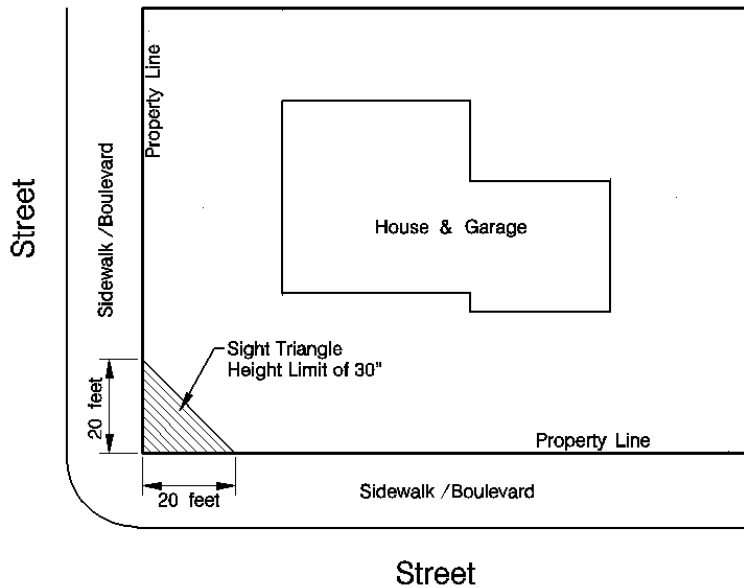 Property Line
Street
Sidewalk /Boulevard
House & Garage
Sight Triangle
Height Limit of 30"
20 feet
Property Line
20 feet
Sidewalk /Boulevard
Street